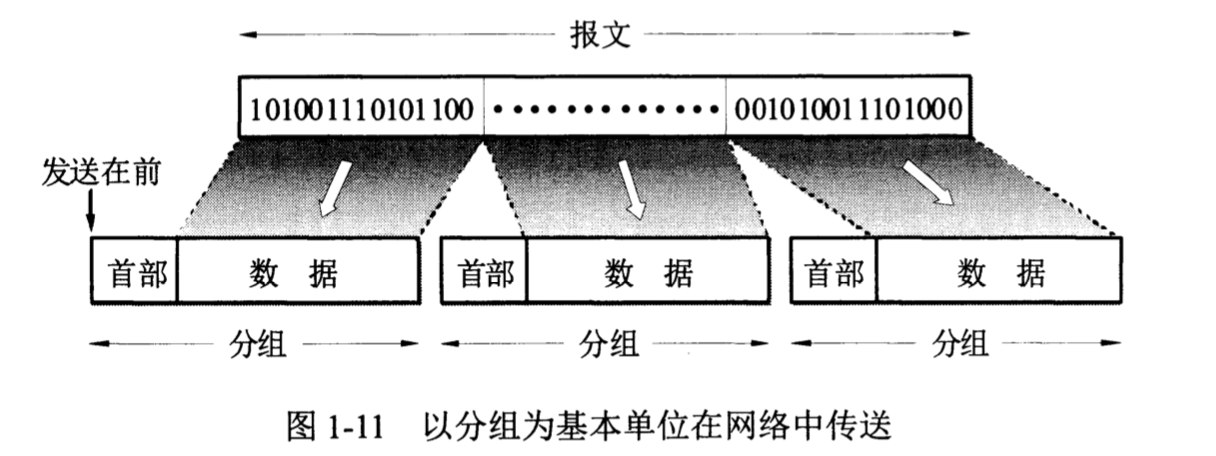 报文
101001110101100 ••••••••••••• 001010011101000
发送在前
首部 数 据 首部 数 据 首部 数 据
分组 分组 分组
图 1-11 以分组为基本单位在网络中传送